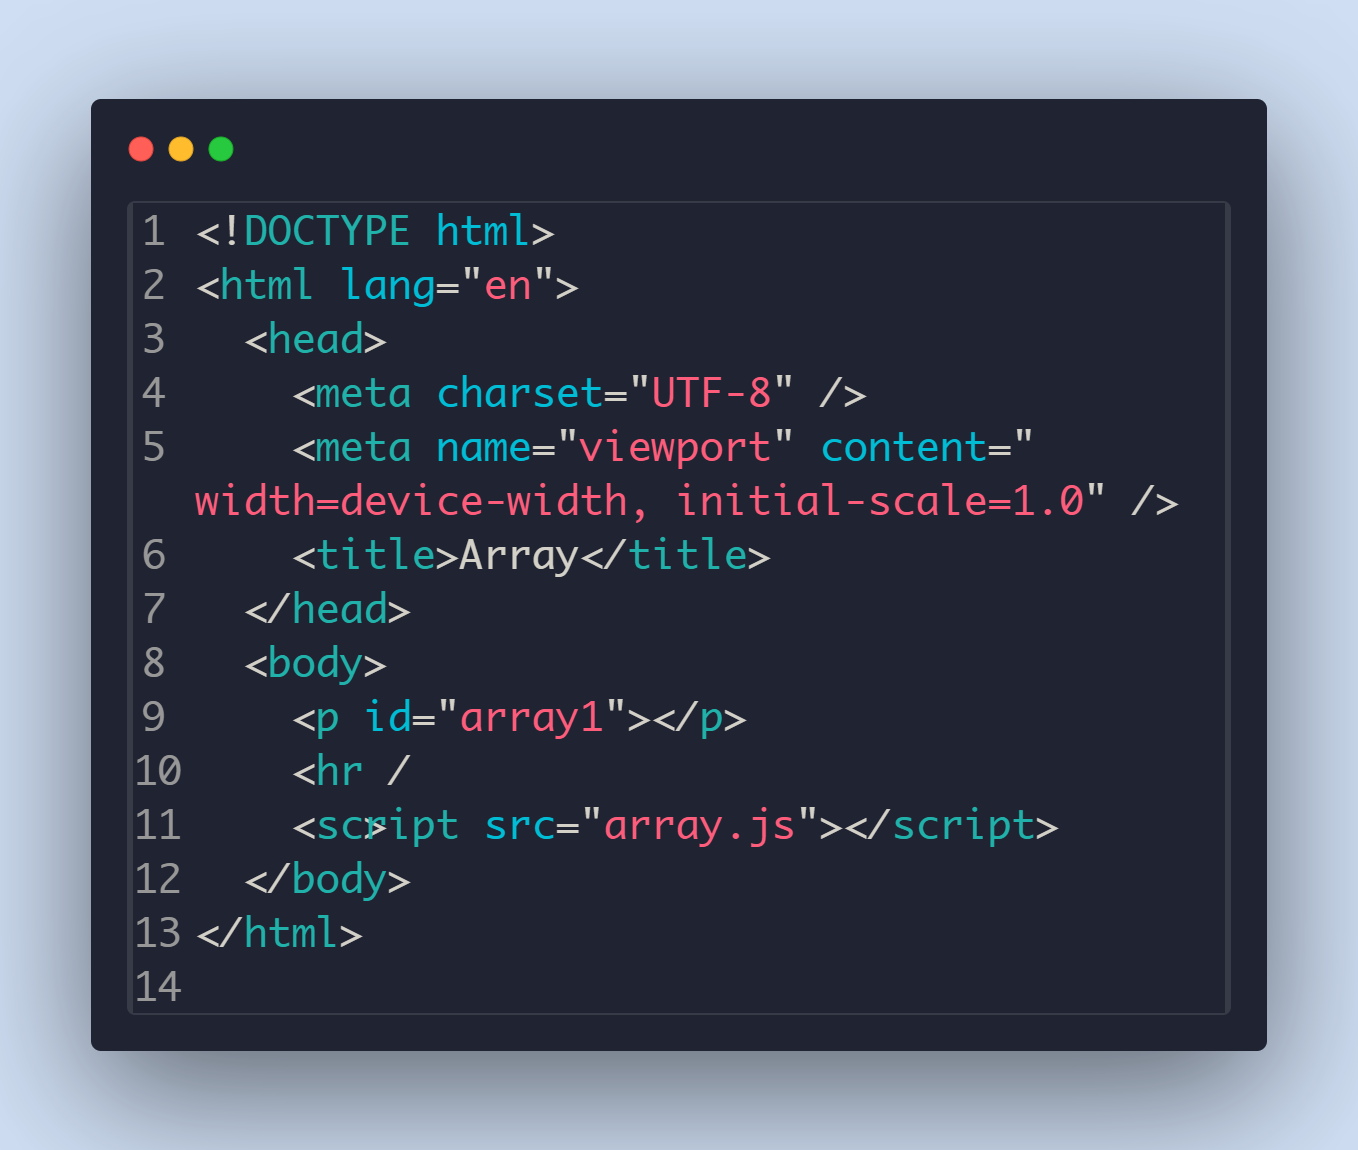 1 <!DOCTYPE html>
2 <html lang="en">
3   <head>
4     <meta charset="UTF-8" />
5     <meta name="viewport" content="
width=device-width, initial-scale=1.0" />
6     <title>Array</title>
7   </head>
8   <body>
9     <p id="array1"></p>
10     <hr /
>
11     <script src="array.js"></script>
12   </body>
13 </html>
14